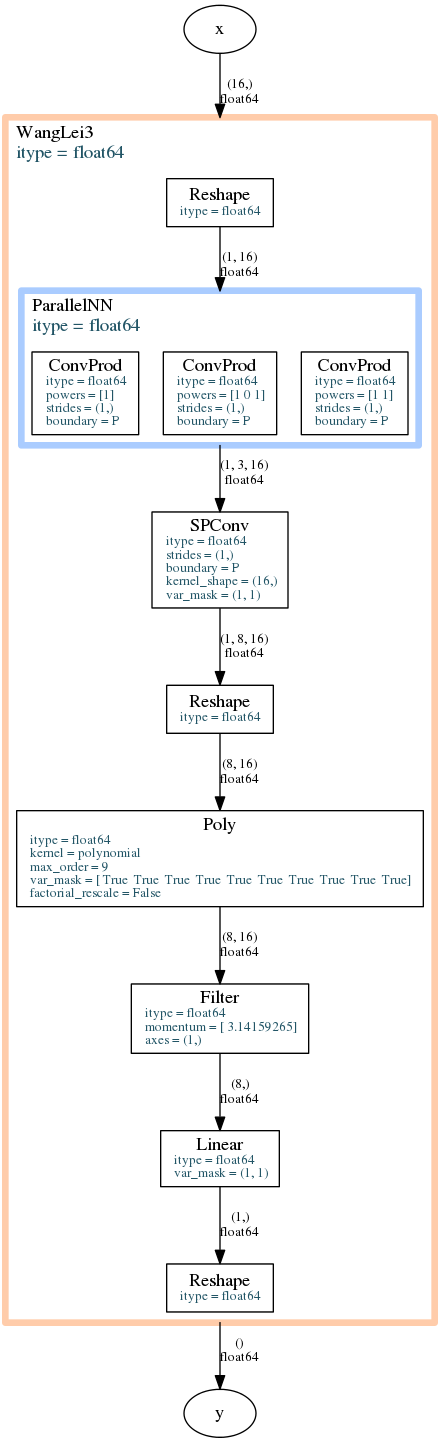 x
(16,)
float64
WangLei3
itype = float64
Reshape
itype = float64
(1, 16)
float64
ParallelNN
itype = float64
ConvProd
itype = float64
powers = [1]
strides = (1,)
boundary = P
ConvProd
itype = float64
powers = [1 0 1]
strides = (1,)
boundary = P
ConvProd
itype = float64
powers = [1 1]
strides = (1,)
boundary = P
(1, 3, 16)
float64
SPConv
itype = float64
strides = (1,)
boundary = P
kernel_shape = (16,)
var_mask = (1, 1)
(1, 8, 16)
float64
Reshape
itype = float64
(8, 16)
float64
Poly
itype = float64
kernel = polynomial
max_order = 9
var_mask = [ True True True True True True True True True True]
factorial_rescale = False
(8, 16)
float64
Filter
itype = float64
momentum = [ 3.14159265]
axes = (1,)
(8,)
float64
Linear
itype = float64
var_mask = (1, 1)
(1,)
float64
Reshape
itype = float64
()
float64
y